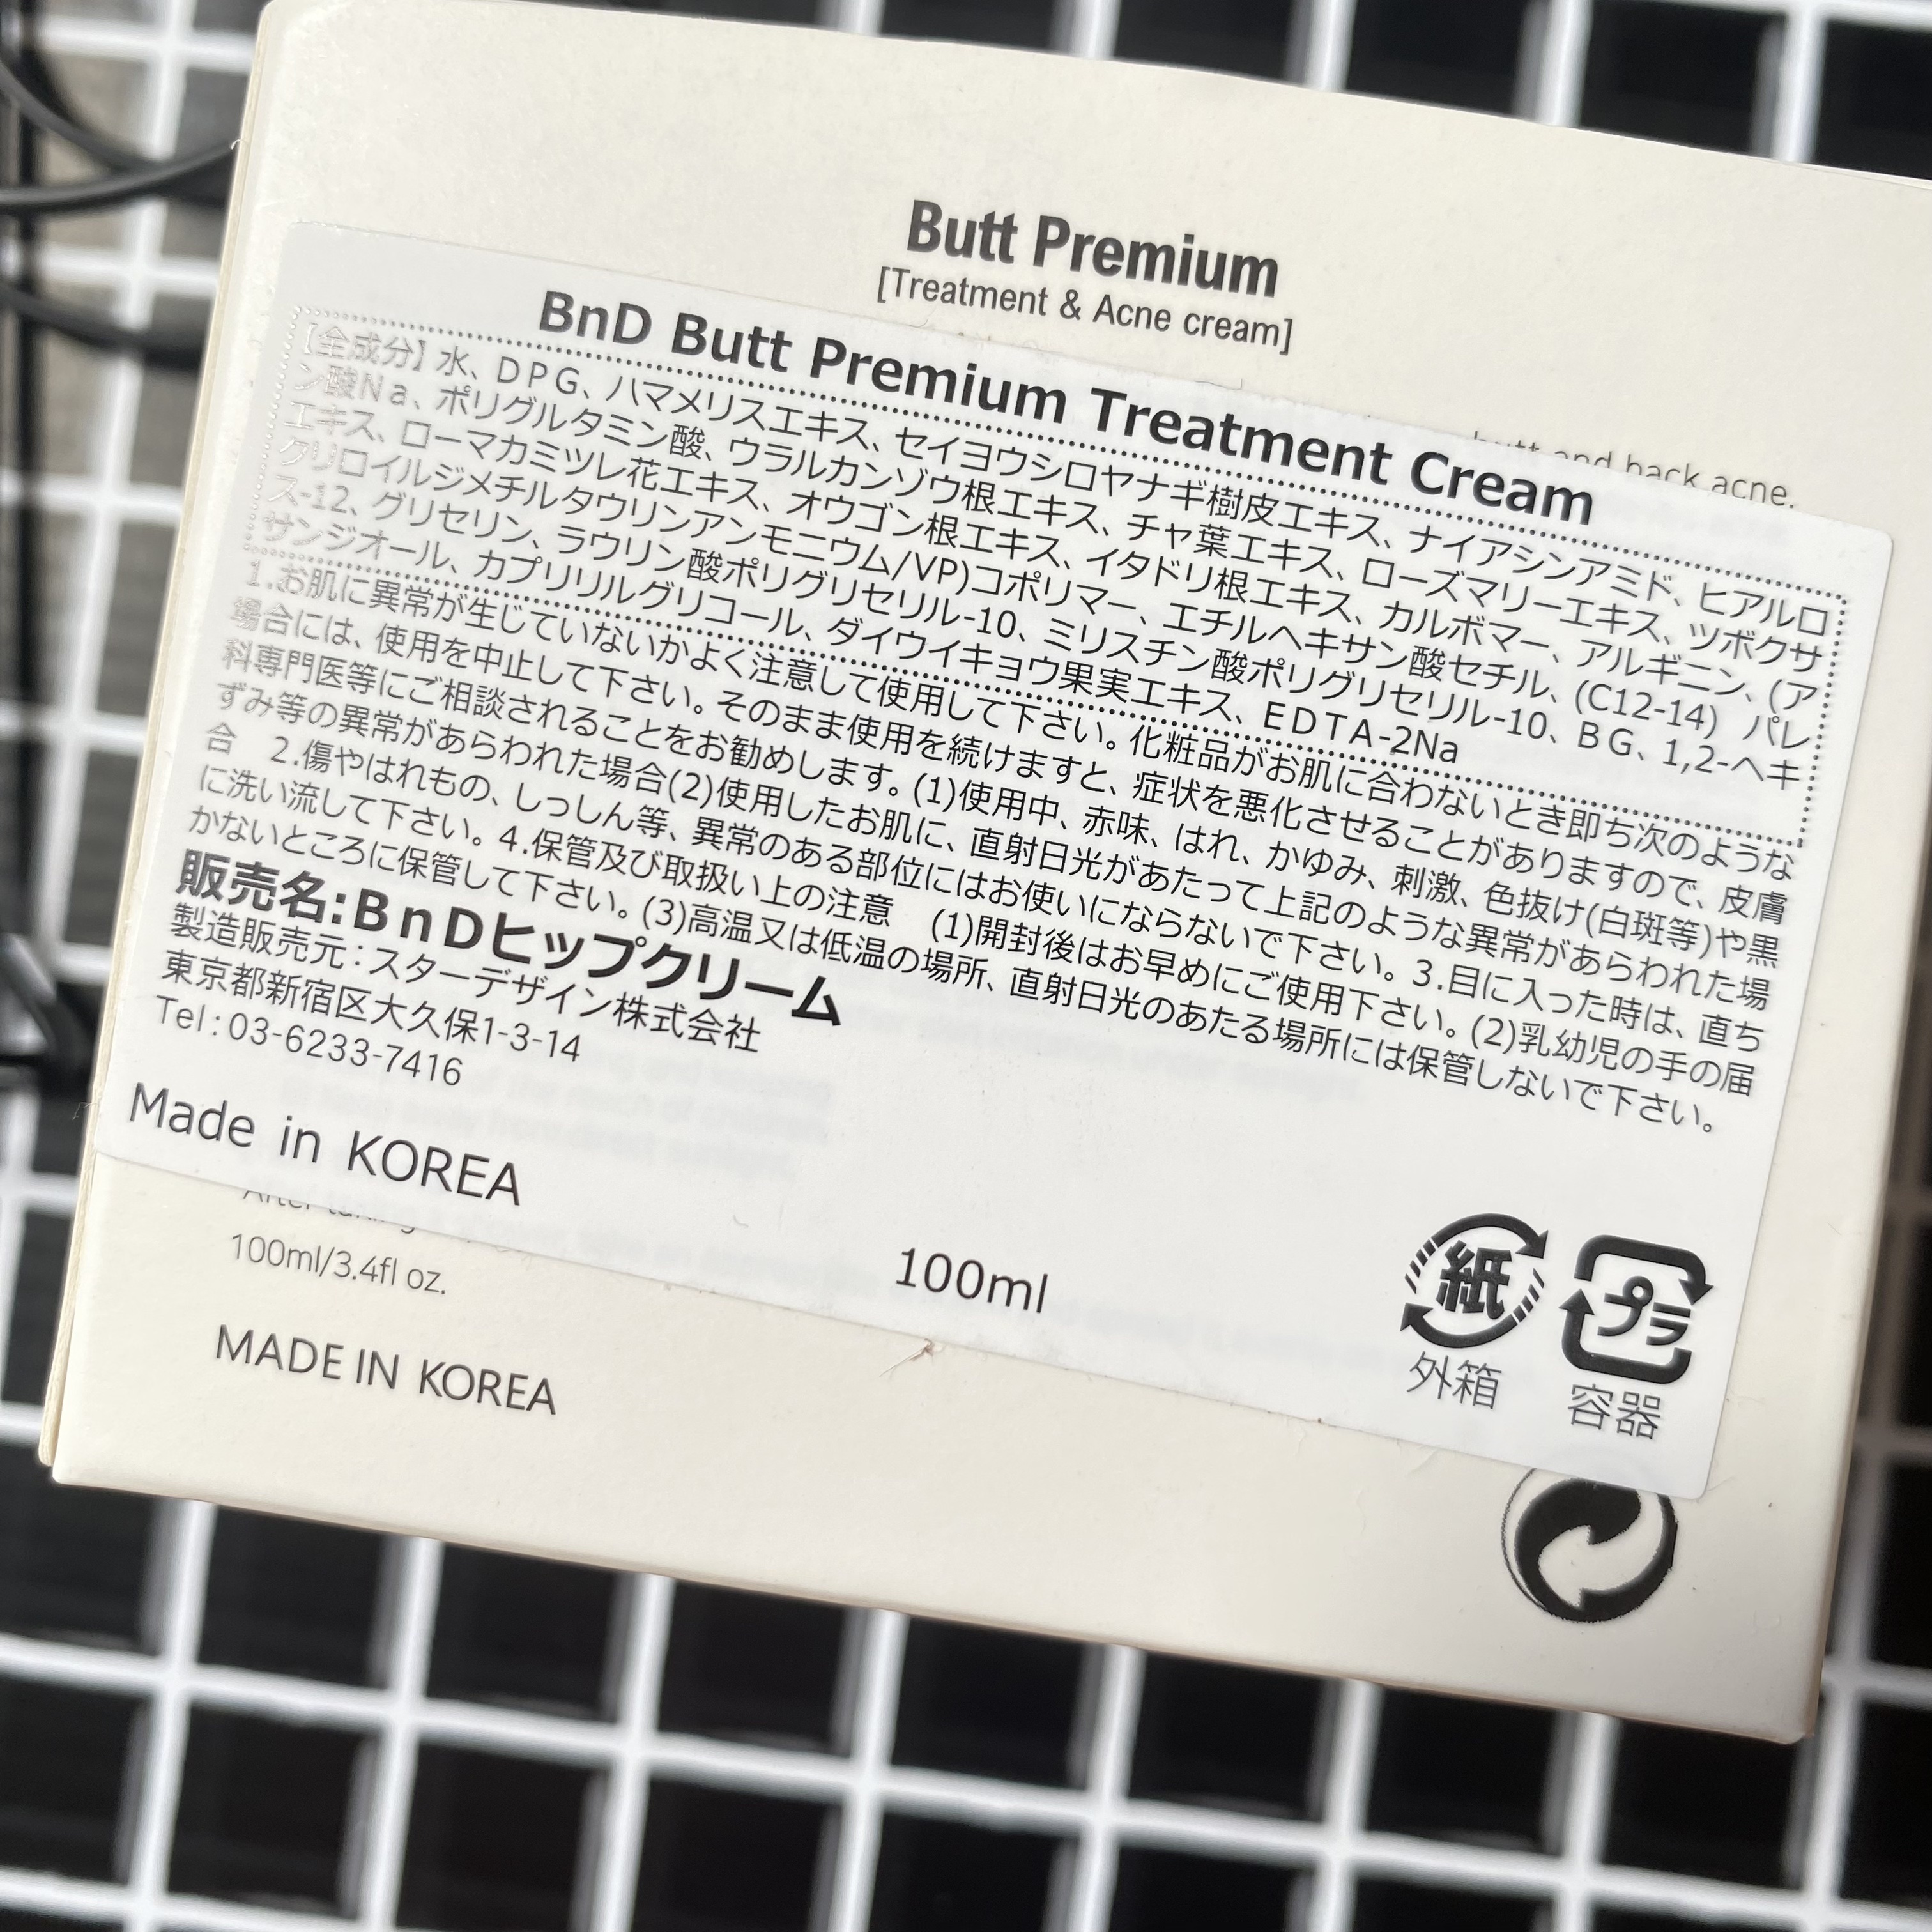 Butt Premium
[Treatment & Acne cream]
butt and back acne.
BnD Butt Premium Treatment Cream
【全成分】水、DPG、ハマメリスエキス、セイヨウシロヤナギ樹皮エキス、ナイアシンアミド、ヒアルロ
ン酸Na、ポリグルタミン酸、ウラルカンゾウ根エキス、チャ葉エキス、ローズマリーエキス、ツボクサ
エキス、ローマカミツレ花エキス、オウゴン根エキス、イタドリ根エキス、カルボマー、アルギニン、(ア
クリロイルジメチルタウリンアンモニウム/VP)コポリマー、エチルヘキサン酸セチル、(C12-14) パレ
ス-12、グリセリン、ラウリン酸ポリグリセリル-10、ミリスチン酸ポリグリセリル-10、BG、1,2-ヘキ
サンジオール、カプリリルグリコール、ダイウイキョウ果実エキス、EDTA-2Na
1.お肌に異常が生じていないかよく注意して使用して下さい。化粧品がお肌に合わないとき即ち次のような
場合には、使用を中止して下さい。そのまま使用を続けますと、症状を悪化させることがありますので、皮膚
科専門医等にご相談されることをお勧めします。(1)使用中、赤味、はれ、かゆみ、刺激、色抜け(白斑等)や黒
ずみ等の異常があらわれた場合(2)使用したお肌に、直射日光があたって上記のような異常があらわれた場
合 2.傷やはれもの、しっしん等、異常のある部位にはお使いにならないで下さい。3.目に入った時は、直ち
に洗い流して下さい。4.保管及び取扱い上の注意 (1)開封後はお早めにご使用下さい。(2)乳幼児の手の届
かないところに保管して下さい。(3)高温又は低温の場所、直射日光のあたる場所には保管しないで下さい。
販売名:BnDヒップクリーム
製造販売元:スターデザイン株式会社
東京都新宿区大久保1-3-14
Tel:03-6233-7416
Made in KOREA
100ml
紙
外箱
プラ
容器
100ml/3.4fl oz.
MADE IN KOREA